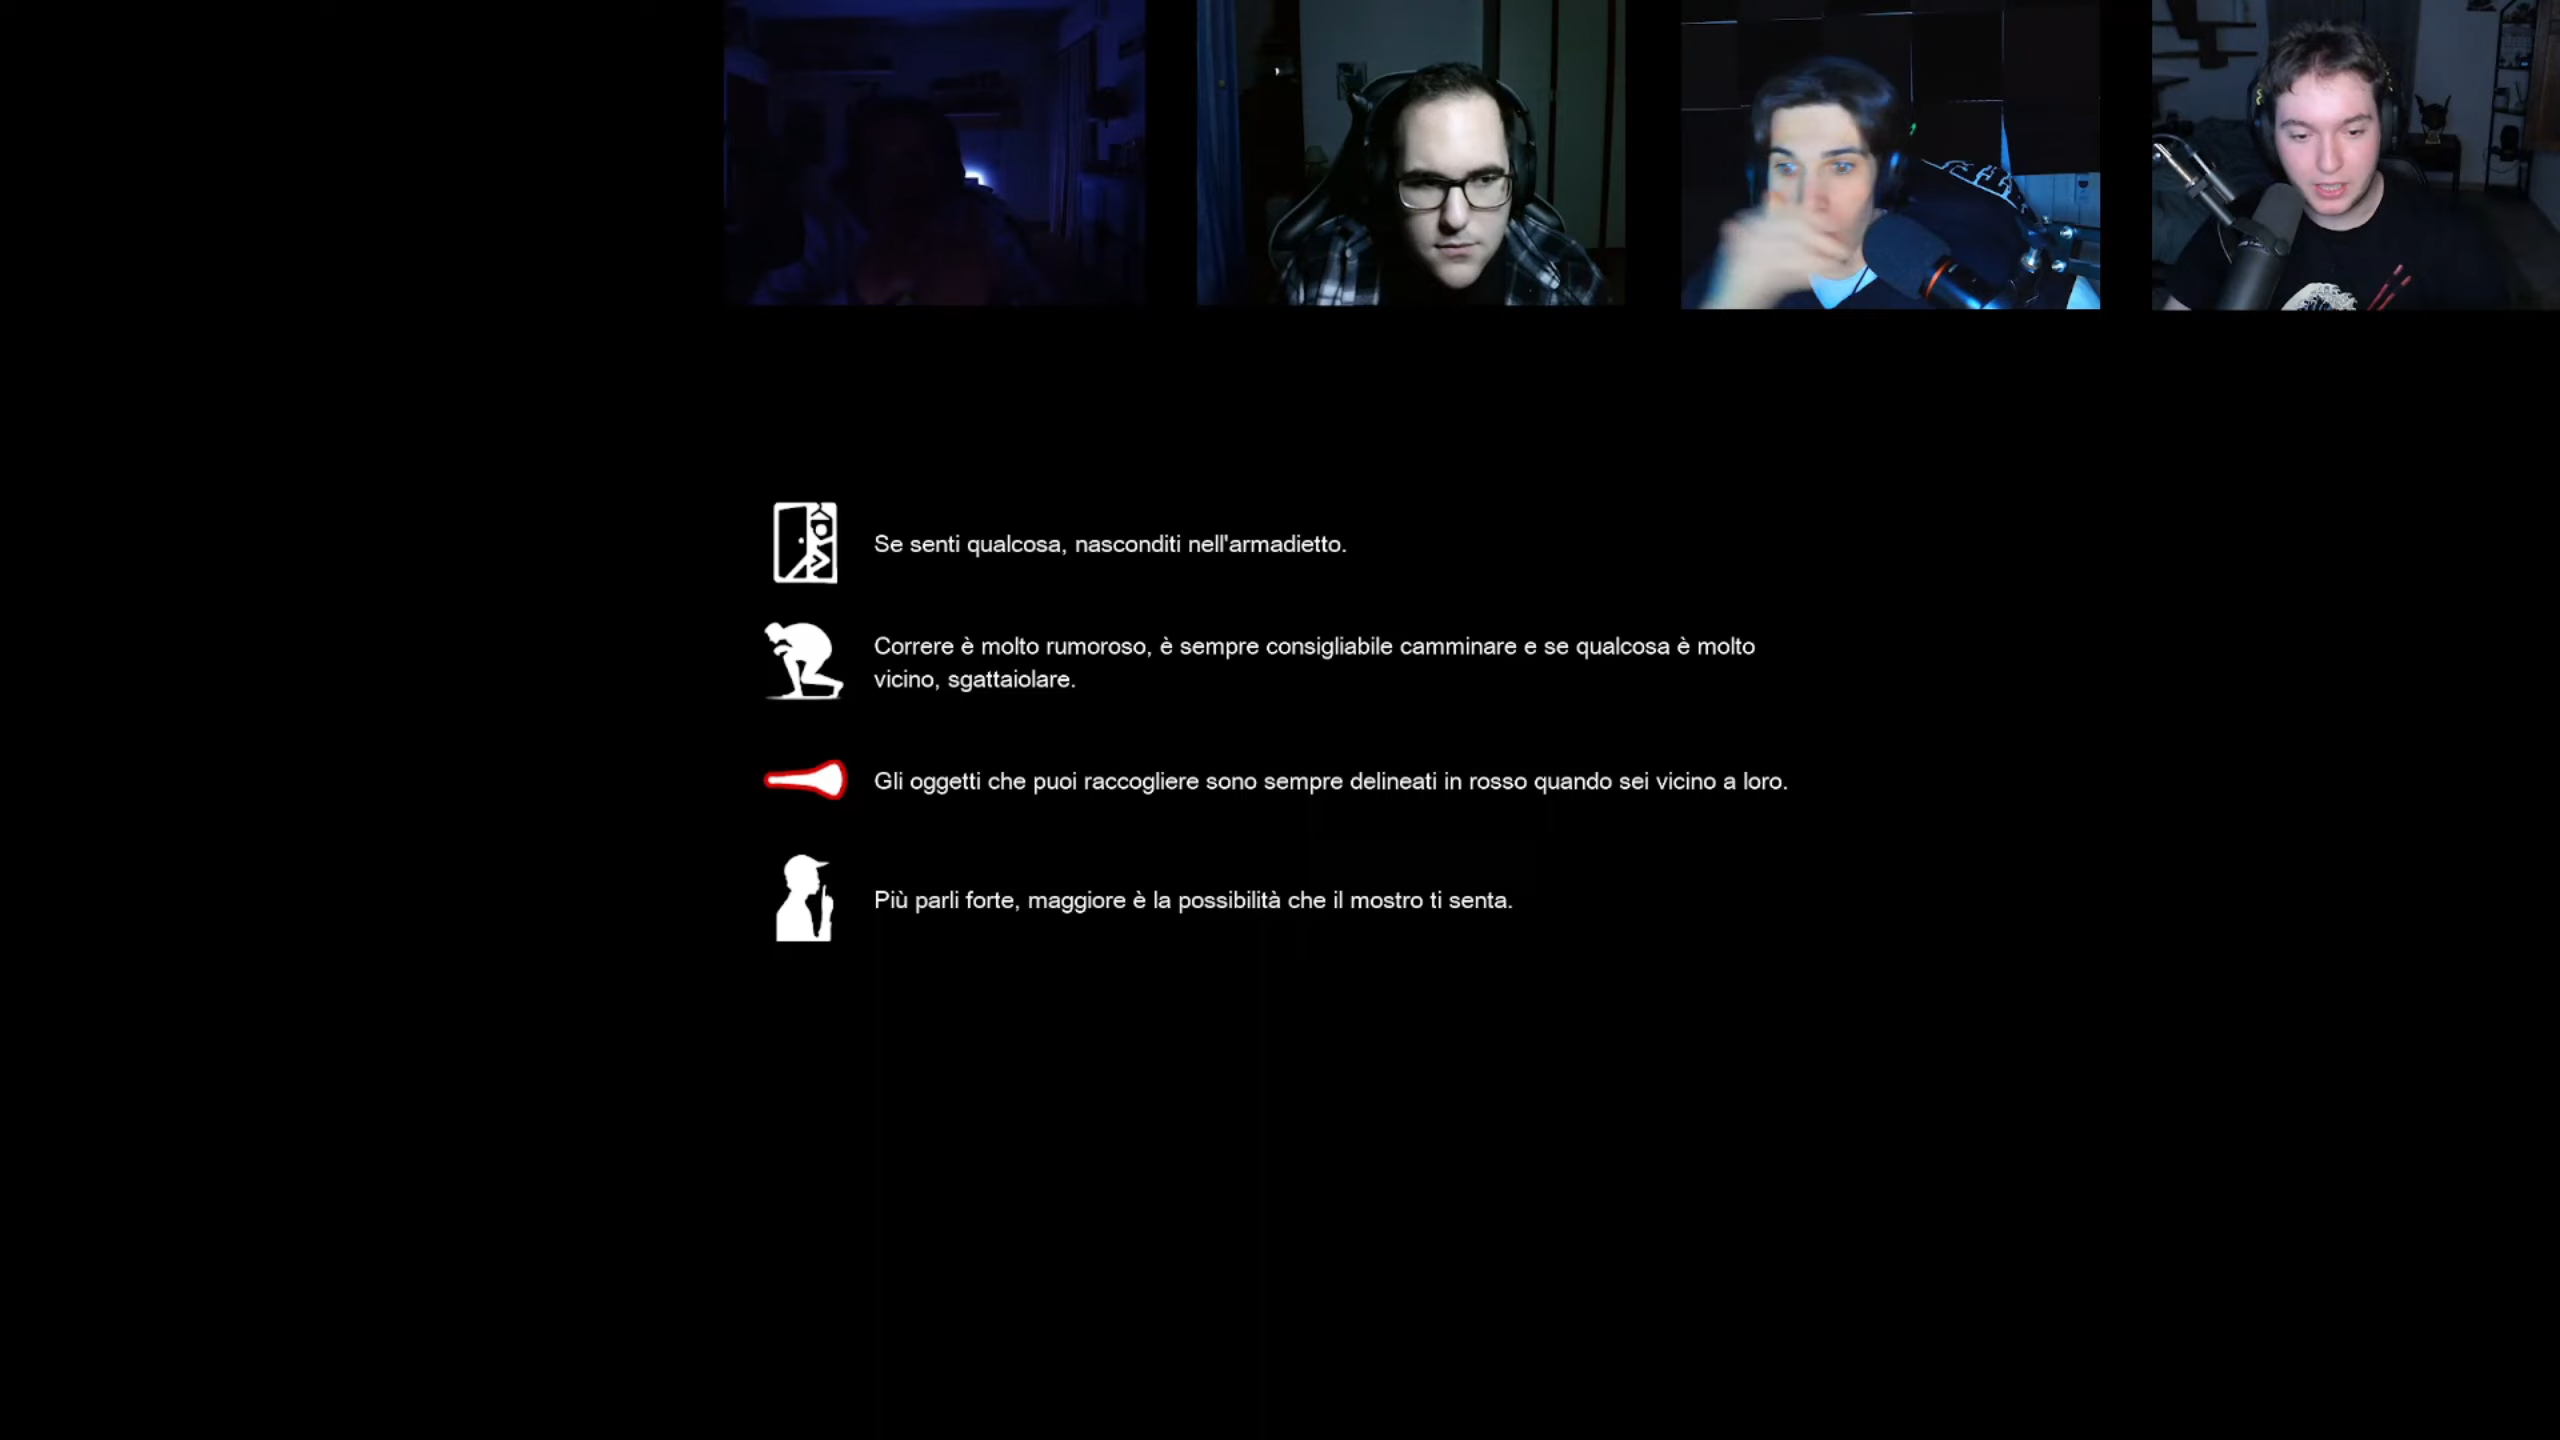 Se senti qualcosa, nasconditi nell'armadietto.
Correre è molto rumoroso, è sempre consigliabile camminare e se qualcosa è molto
vicino, sgattaiolare.
Gli oggetti che puoi raccogliere sono sempre delineati in rosso quando sei vicino a loro.
Più parli forte, maggiore è la possibilità che il mostro ti senta.